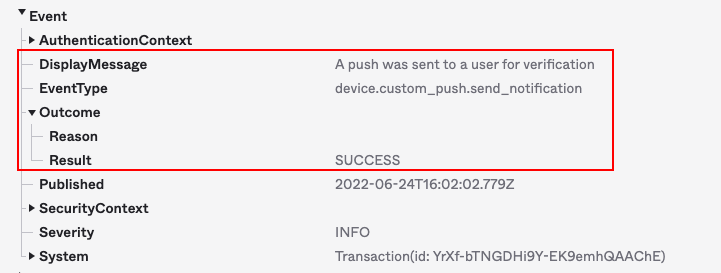 Event
AuthenticationContext
DisplayMessage A push was sent to a user for verification
EventType device.custom_push.send_notification
Outcome
Reason
Result SUCCESS
Published 2022-06-24T16:02:02.779Z
SecurityContext
Severity INFO
System Transaction(id: YrXf-bTNGDHi9Y-EK9emhQAAChE)